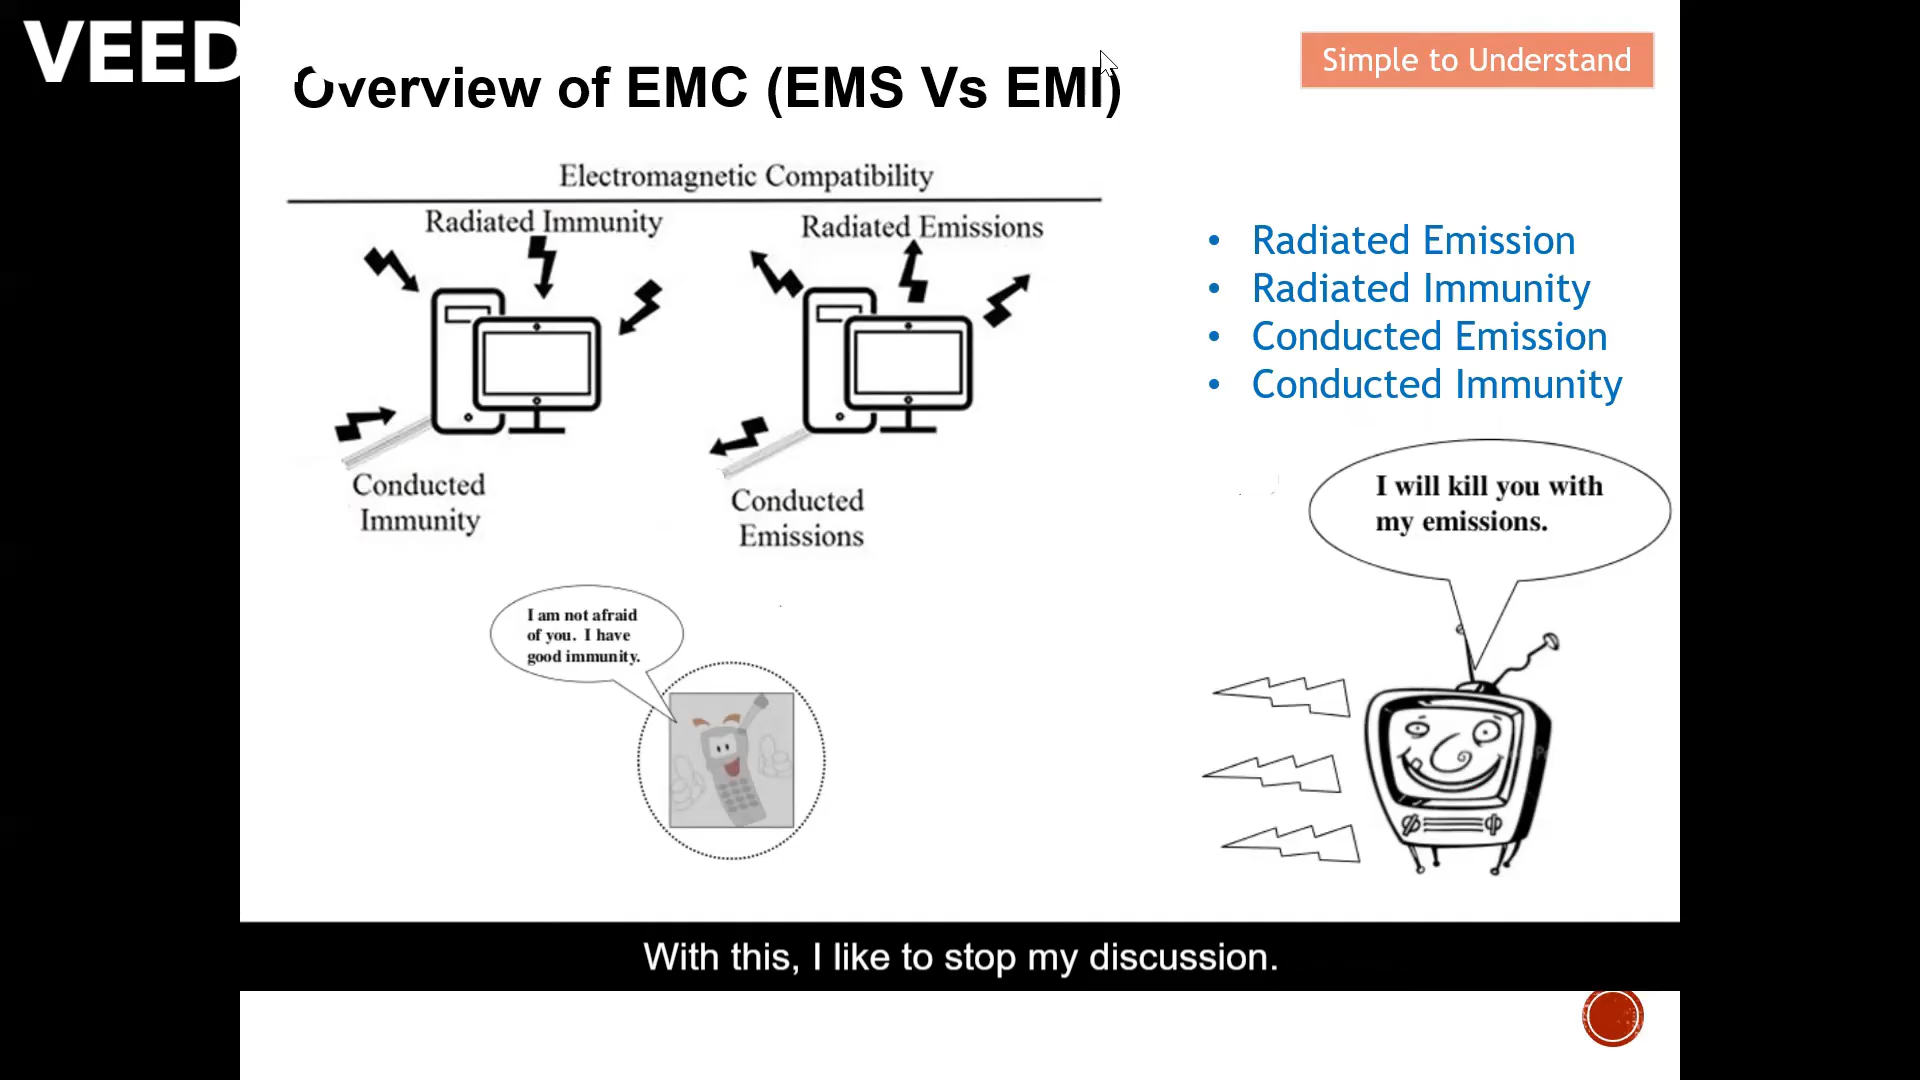 VEED
Overview of EMC (EMS Vs EMI)
Simple to Understand
Electromagnetic Compatibility
Radiated Immunity
Radiated Emissions
Conducted
Immunity
Conducted
Emissions
• Radiated Emission
• Radiated Immunity
• Conducted Emission
• Conducted Immunity
I will kill you with
my emissions.
I am not afraid
of you. I have
good immunity.
With this, I like to stop my discussion.